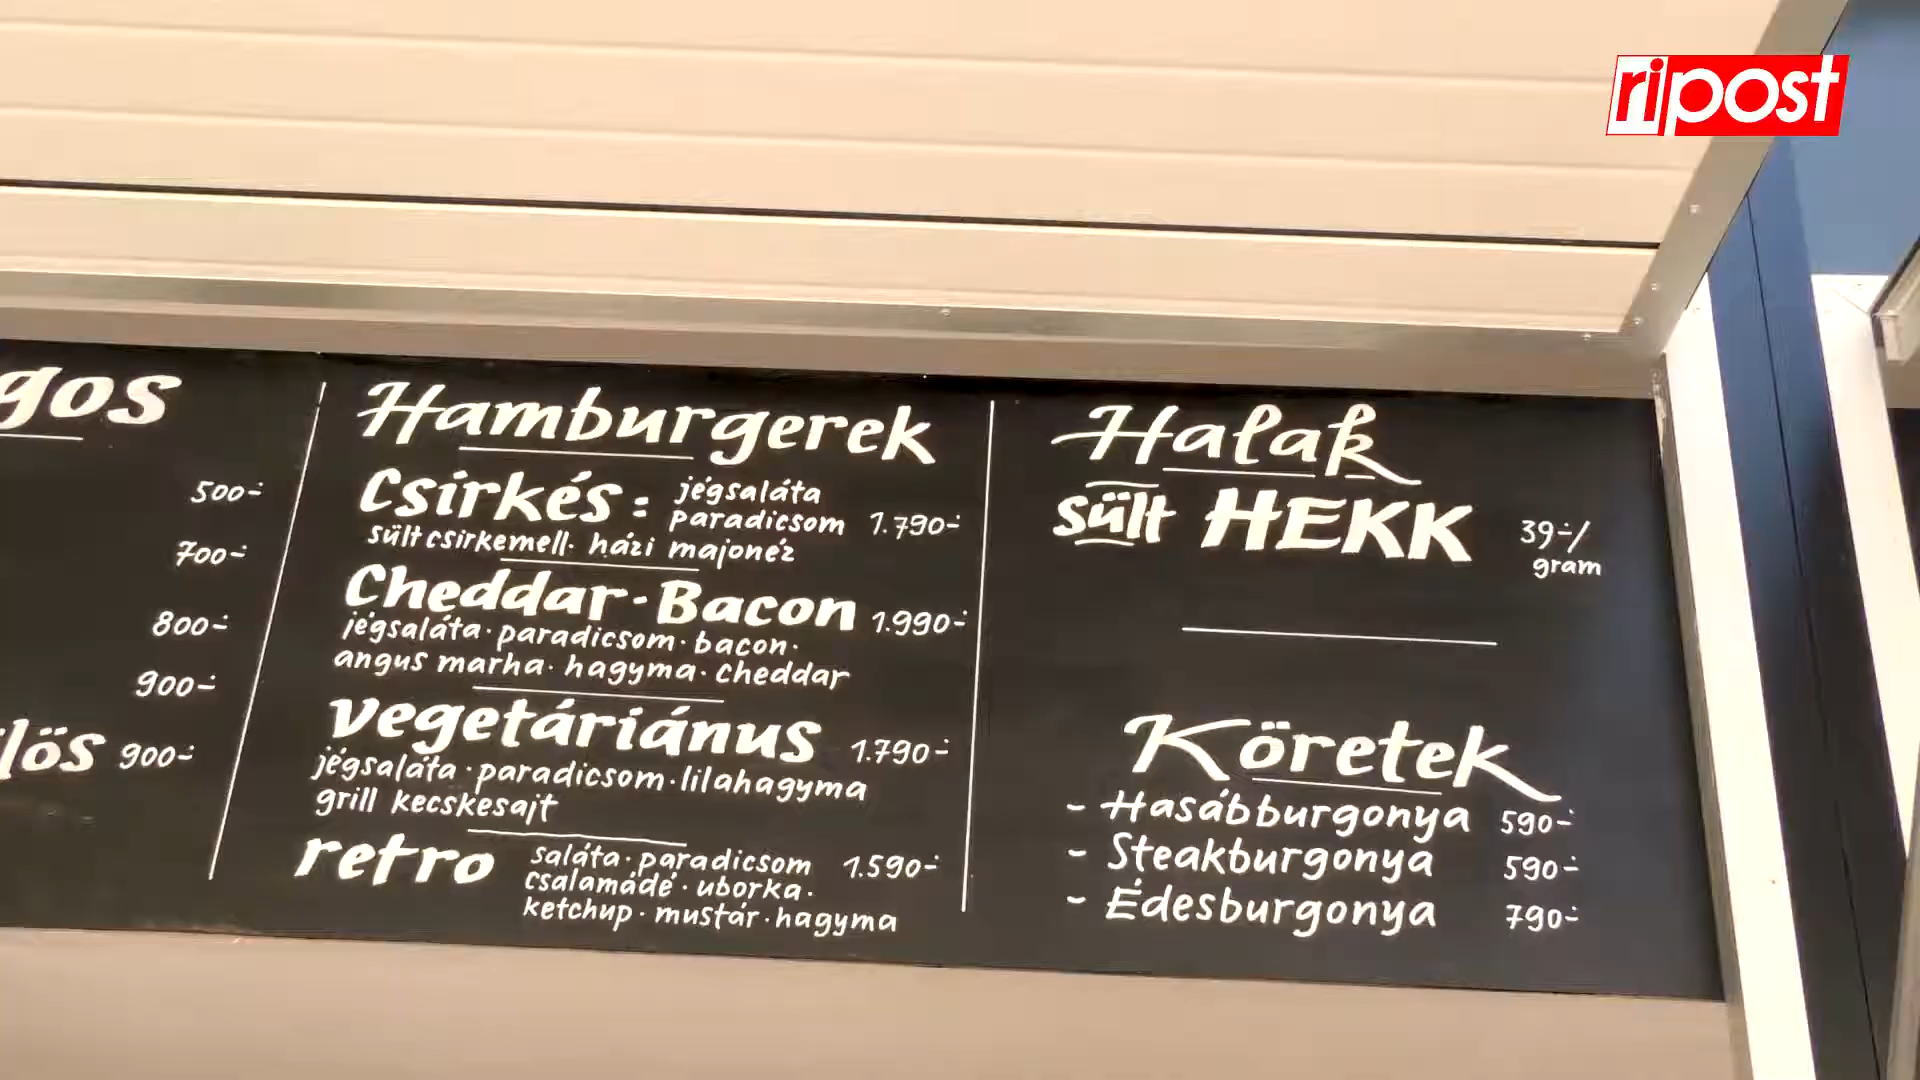 ripost
gos
500.-
700.-
800.-
900.-
lös 900.-
Hamburgerek
Csirkés: jégsaláta
paradicsom 1.790.-
sült csirkemell · házi majonéz
Cheddar-Bacon 1.990.-
jégsaláta · paradicsom · bacon ·
angus marha · hagyma · cheddar
vegetáriánus 1.790.-
jégsaláta · paradicsom · lilahagyma
grill kecskesajt
retro saláta · paradicsom 1.590.-
csalamádé · uborka ·
ketchup · mustár · hagyma
Halak
sült HEKK 39.-/
gram
Köretek
- Hasábburgonya 590.-
- Steakburgonya 590.-
- Édesburgonya 790.-